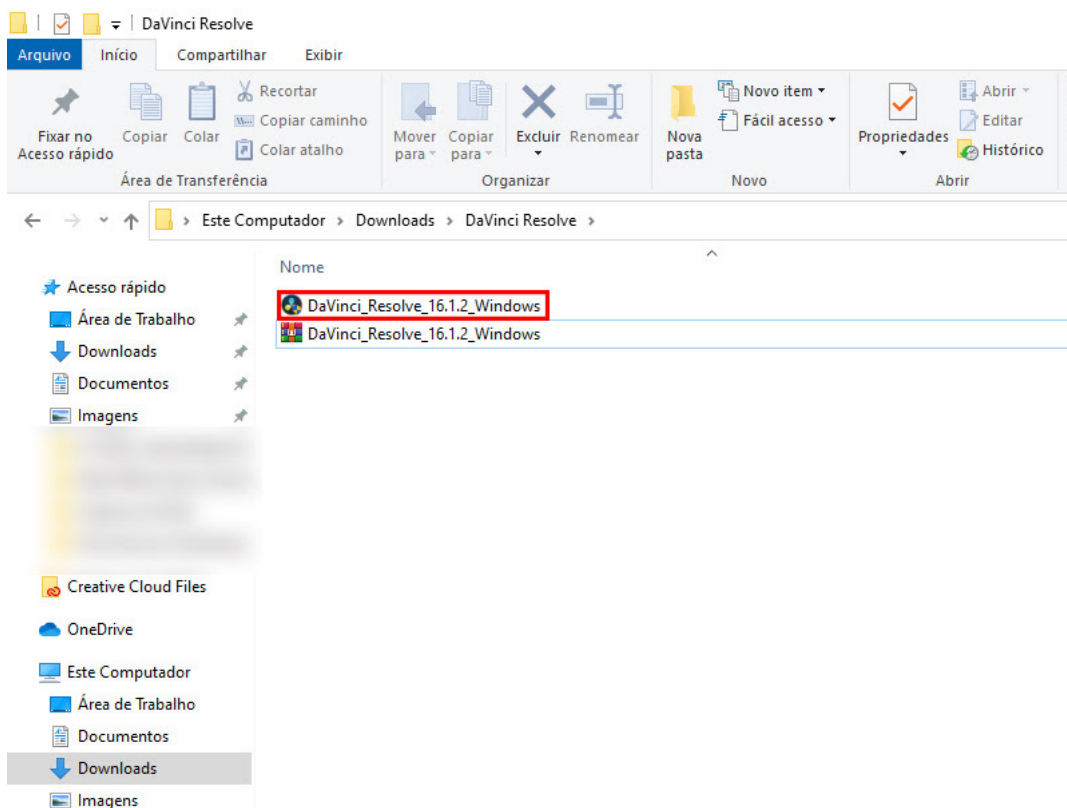 DaVinci Resolve
Arquivo Início Compartilhar Exibir
Fixar no Acesso rápido
Copiar
Colar
Recortar
Copiar caminho
Colar atalho
Área de Transferência
Mover para
Copiar para
Excluir
Renomear
Organizar
Nova pasta
Novo item
Fácil acesso
Novo
Propriedades
Abrir
Editar
Histórico
Abrir
Este Computador > Downloads > DaVinci Resolve >
Nome
DaVinci_Resolve_16.1.2_Windows
DaVinci_Resolve_16.1.2_Windows
Acesso rápido
Área de Trabalho
Downloads
Documentos
Imagens
Creative Cloud Files
OneDrive
Este Computador
Área de Trabalho
Documentos
Downloads
Imagens